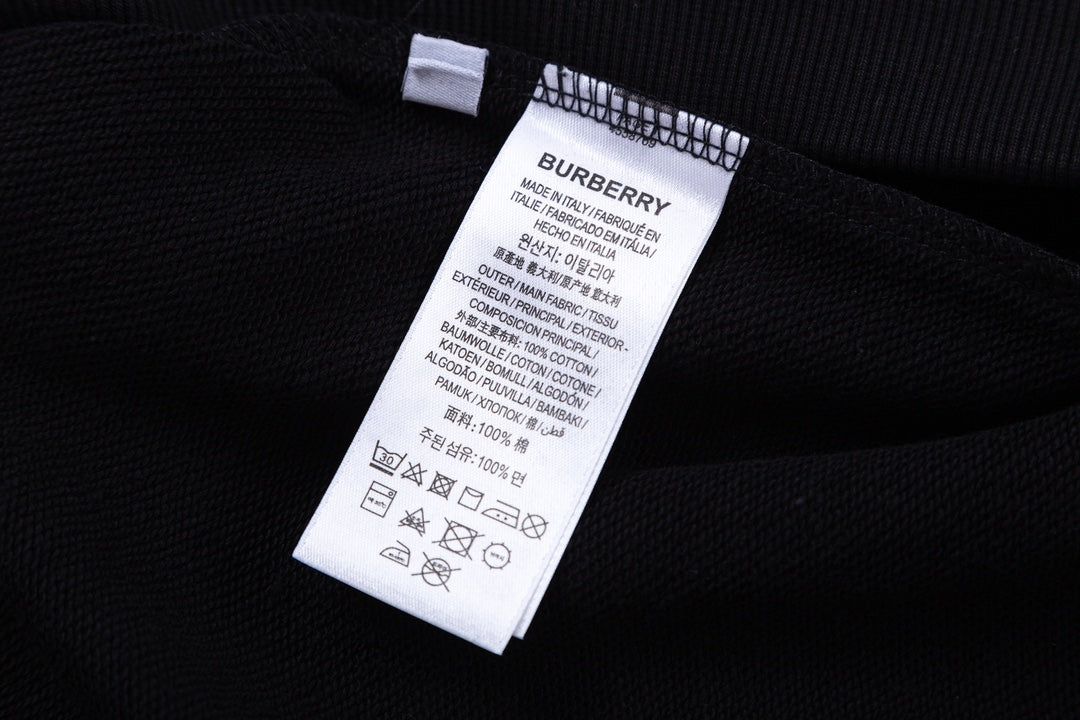 BURBERRY
MADE IN ITALY / FABRIQUÉ EN
ITALIE / FABRICADO EM ITÁLIA /
HECHO EN ITALIA
원산지: 이탈리아
原產地 義大利/原产地 意大利
OUTER / MAIN FABRIC / TISSU
EXTÉRIEUR / PRINCIPAL / EXTERIOR -
COMPOSICION PRINCIPAL /
外部/主要布料: 100% COTTON /
BAUMWOLLE / COTON / COTONE /
KATOEN / BOMULL / ALGODÓN /
ALGODÃO / PUUVILLA / BAMBAKI /
PAMUK / ХЛОПОК / 棉 / قطن
面料: 100% 棉
주된 섬유: 100% 면
30